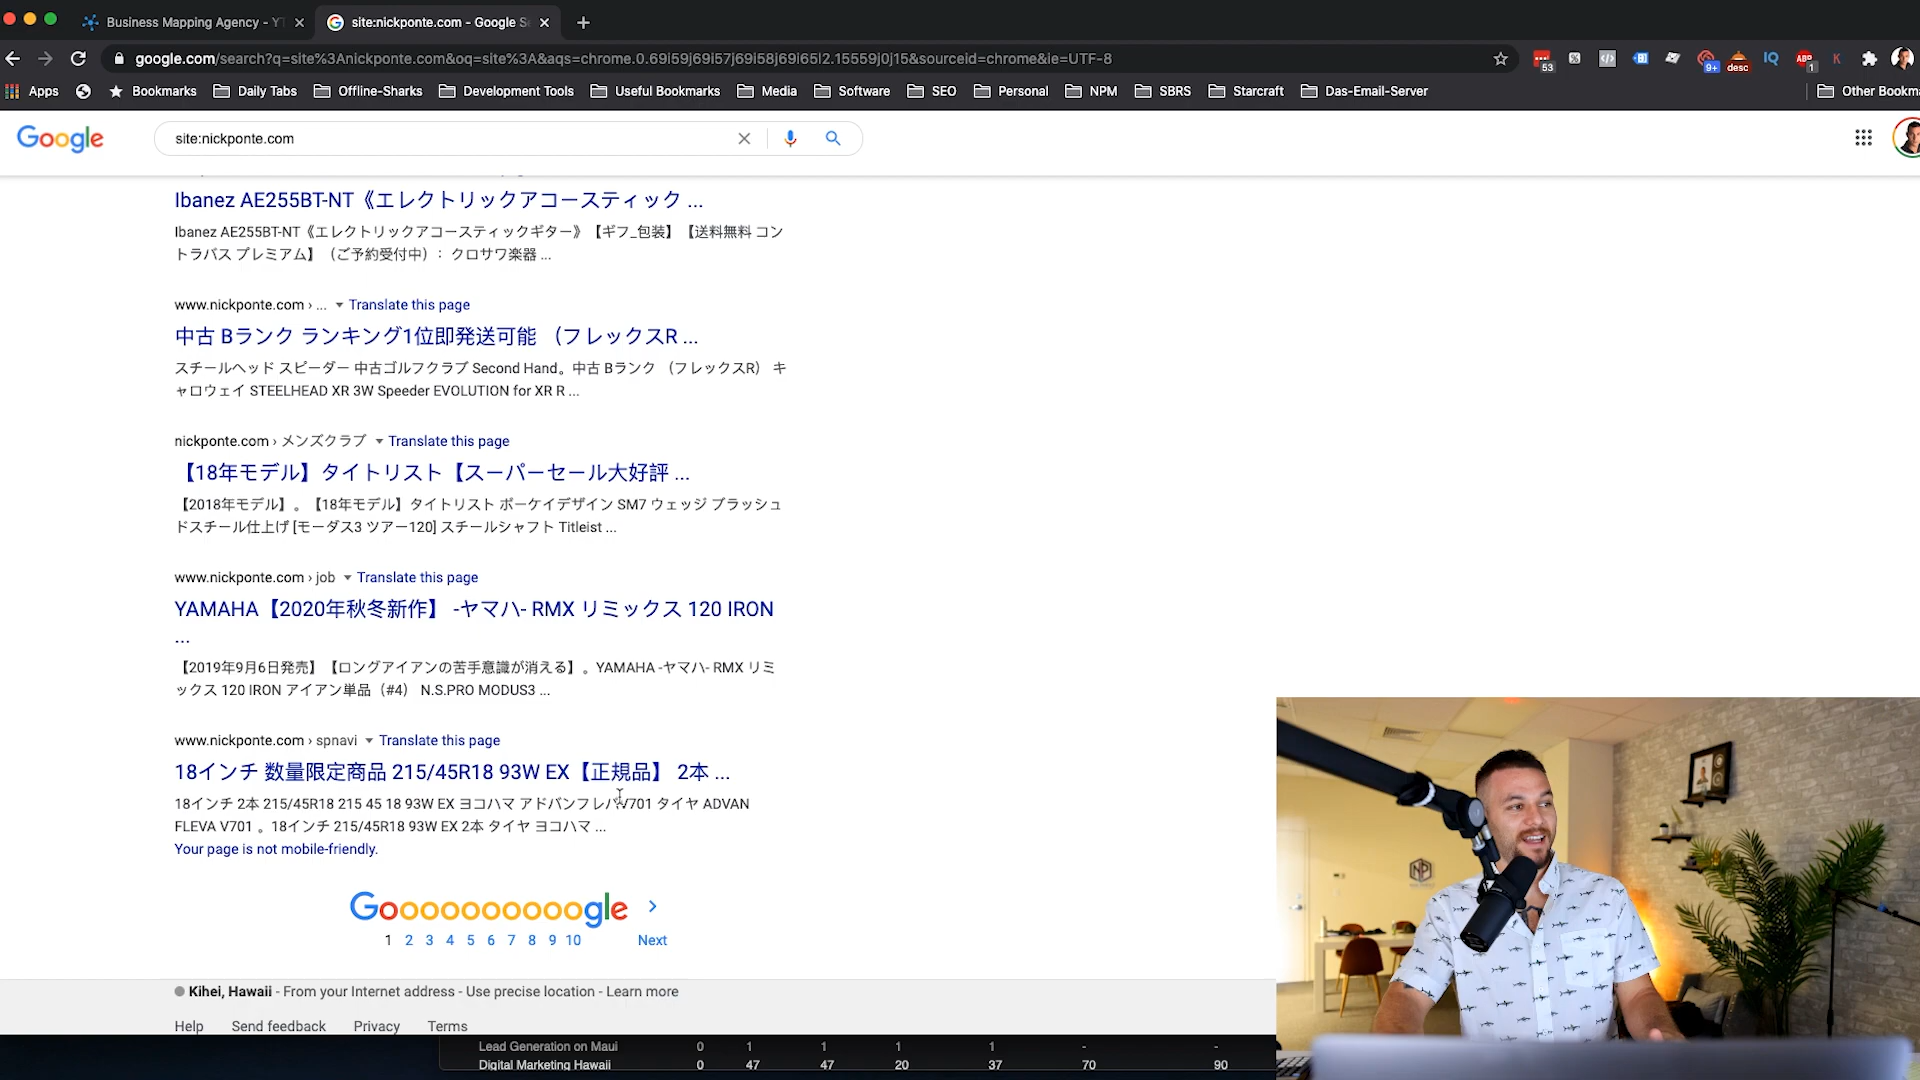 Business Mapping Agency - YT
site:nickponte.com - Google Se
google.com/search?q=site%3Anickponte.com&oq=site%3A&aqs=chrome.0.69i59j69i57j69i58j69i65l2.15559j0j15&sourceid=chrome&ie=UTF-8
53
9+
desc
IQ
ABP
1
K
Apps
Bookmarks
Daily Tabs
Offline-Sharks
Development Tools
Useful Bookmarks
Media
Software
SEO
Personal
NPM
SBRS
Starcraft
Das-Email-Server
Other Bookma
Google
site:nickponte.com
Ibanez AE255BT-NT《エレクトリックアコースティック ...
Ibanez AE255BT-NT《エレクトリックアコースティックギター》【ギフ_包装】【送料無料 コン
トラバス プレミアム】（ご予約受付中）: クロサワ楽器 ...
www.nickponte.com › ... Translate this page
中古 Bランク ランキング1位即発送可能 （フレックスR ...
スチールヘッド スピーダー 中古ゴルフクラブ Second Hand。中古 Bランク （フレックスR） キ
ャロウェイ STEELHEAD XR 3W Speeder EVOLUTION for XR R ...
nickponte.com › メンズクラブ Translate this page
【18年モデル】タイトリスト【スーパーセール大好評 ...
【2018年モデル】。【18年モデル】タイトリスト ボーケイデザイン SM7 ウェッジ ブラッシュ
ドスチール仕上げ [モーダス3 ツアー120] スチールシャフト Titleist ...
www.nickponte.com › job Translate this page
YAMAHA【2020年秋冬新作】 -ヤマハ- RMX リミックス 120 IRON
...
【2019年9月6日発売】【ロングアイアンの苦手意識が消える】。YAMAHA -ヤマハ- RMX リミ
ックス 120 IRON アイアン単品（#4） N.S.PRO MODUS3 ...
www.nickponte.com › spnavi Translate this page
18インチ 数量限定商品 215/45R18 93W EX【正規品】 2本 ...
18インチ 2本 215/45R18 215 45 18 93W EX ヨコハマ アドバンフレバV701 タイヤ ADVAN
FLEVA V701 。18インチ 215/45R18 93W EX 2本 タイヤ ヨコハマ ...
Your page is not mobile-friendly.
Goooooooooogle
1 2 3 4 5 6 7 8 9 10 Next
Kihei, Hawaii - From your Internet address - Use precise location - Learn more
Help Send feedback Privacy Terms
Lead Generation on Maui 0 1 1 1 1 - -
Digital Marketing Hawaii 0 47 47 20 37 70 90
NP